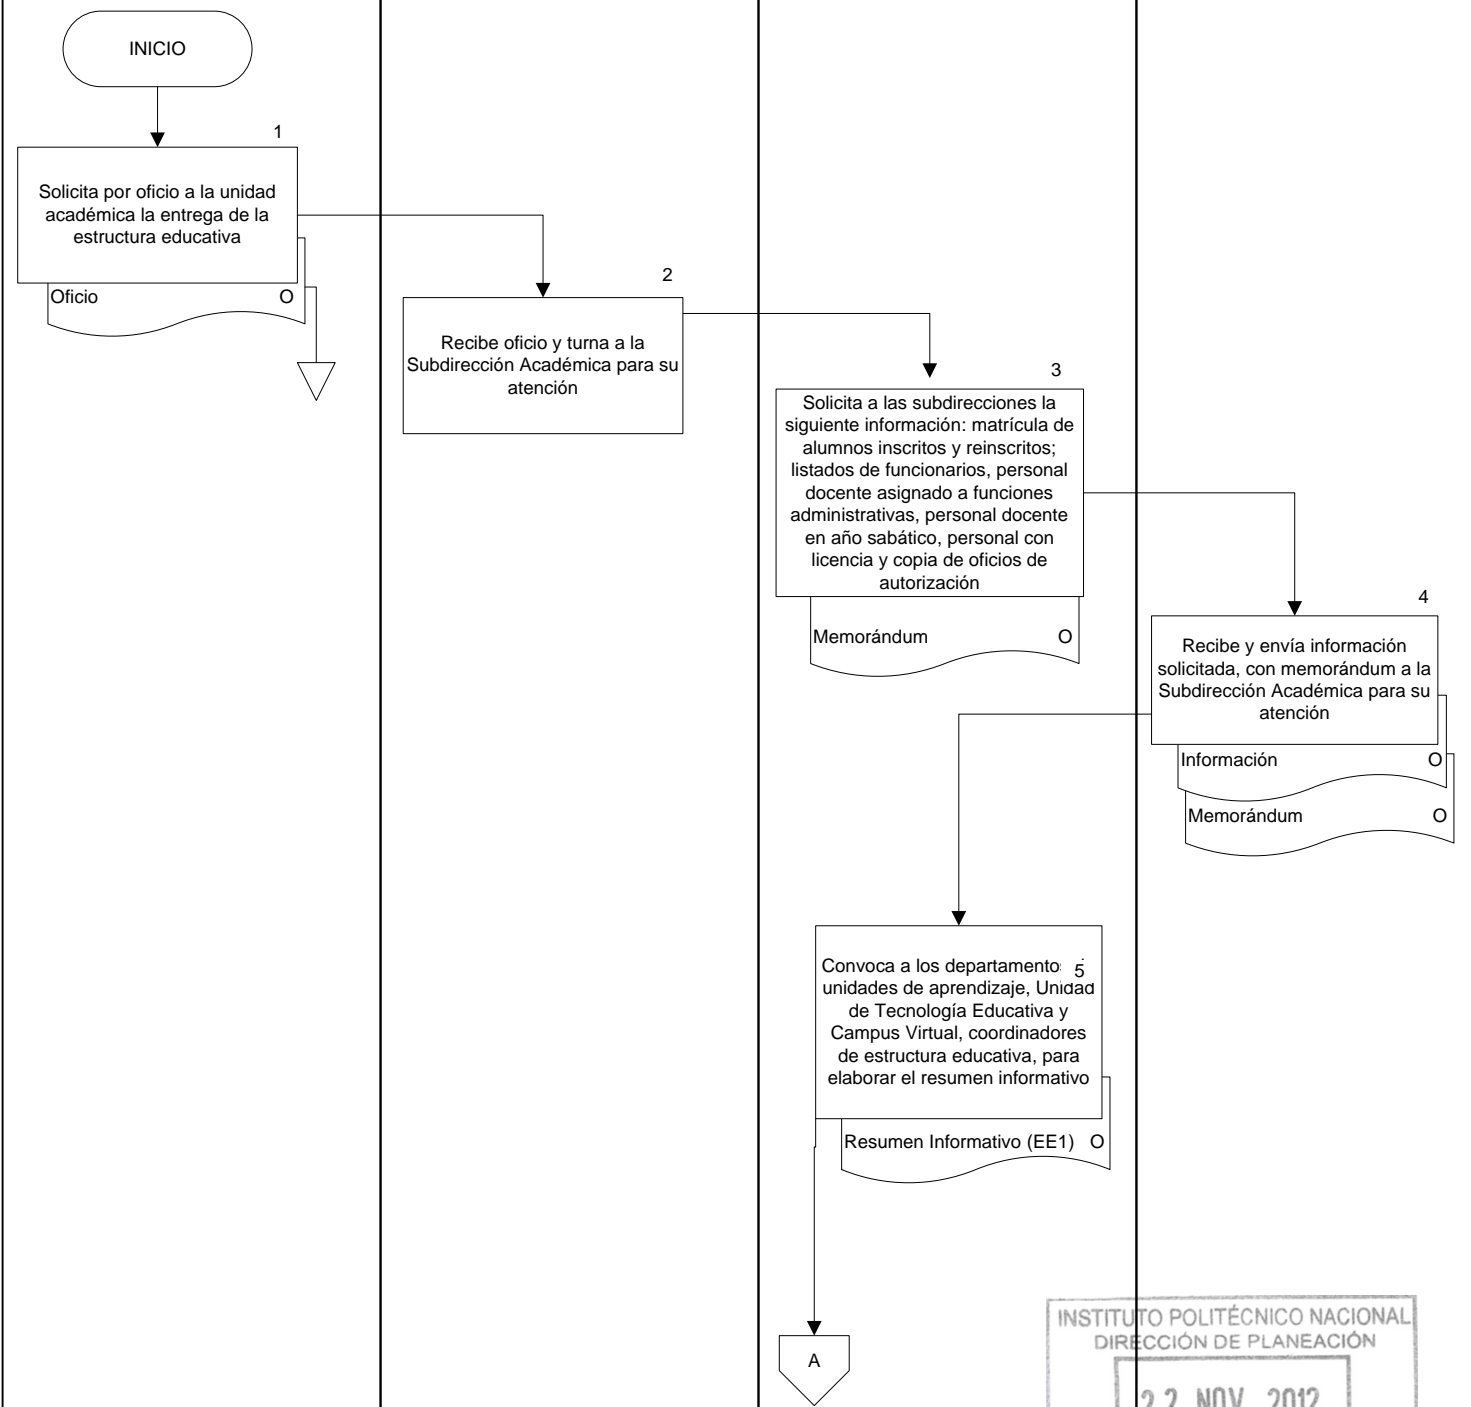 INICIO
1
Solicita por oficio a la unidad
académica la entrega de la
estructura educativa
Oficio O
2
Recibe oficio y turna a la
Subdirección Académica para su
atención
3
Solicita a las subdirecciones la
siguiente información: matrícula de
alumnos inscritos y reinscritos;
listados de funcionarios, personal
docente asignado a funciones
administrativas, personal docente
en año sabático, personal con
licencia y copia de oficios de
autorización
Memorándum O
4
Recibe y envía información
solicitada, con memorándum a la
Subdirección Académica para su
atención
Información O
Memorándum O
5
Convoca a los departamento
unidades de aprendizaje, Unidad
de Tecnología Educativa y
Campus Virtual, coordinadores
de estructura educativa, para
elaborar el resumen informativo
Resumen Informativo (EE1) O
A
INSTITUTO POLITÉCNICO NACIONAL
DIRECCIÓN DE PLANEACIÓN
22 NOV. 2012